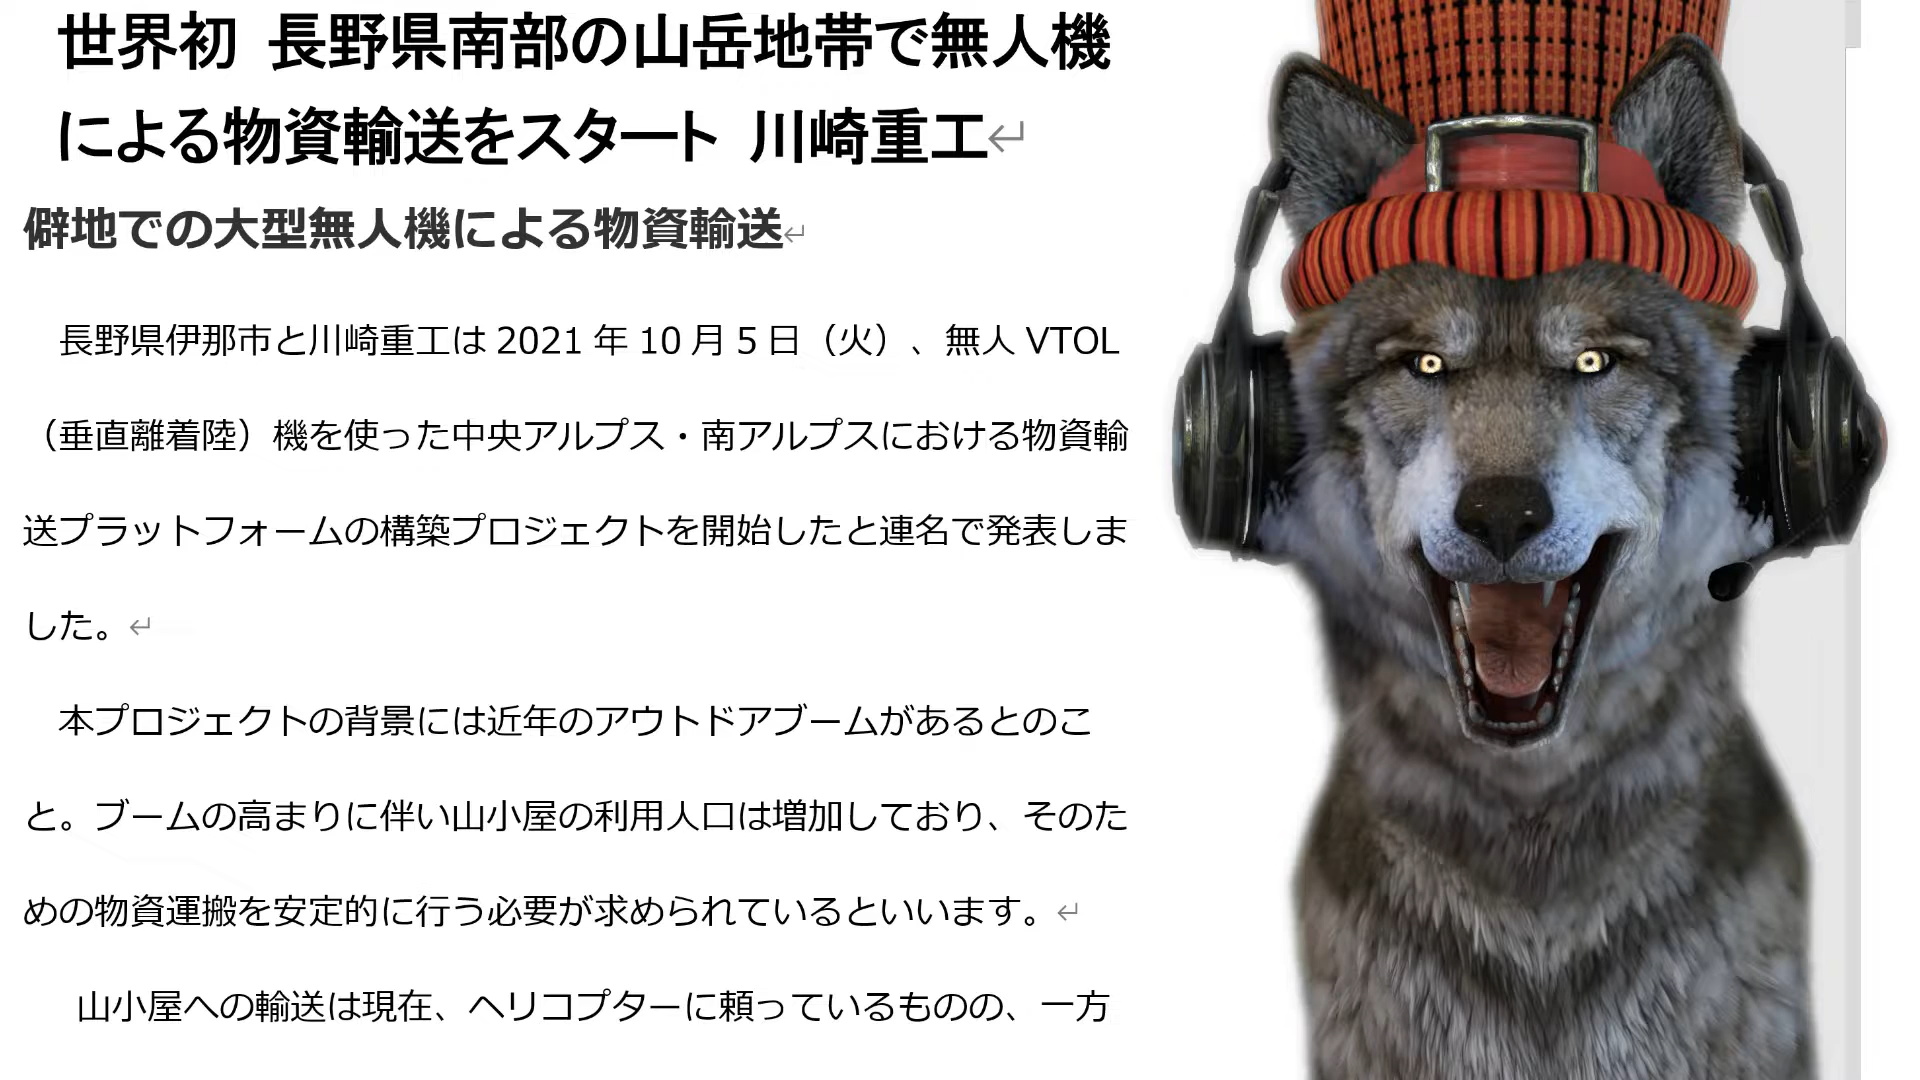 世界初 長野県南部の山岳地帯で無人機
による物資輸送をスタート 川崎重工↵
僻地での大型無人機による物資輸送↵
長野県伊那市と川崎重工は 2021 年 10 月 5 日（火）、無人 VTOL
（垂直離着陸）機を使った中央アルプス・南アルプスにおける物資輸
送プラットフォームの構築プロジェクトを開始したと連名で発表しま
した。↵
本プロジェクトの背景には近年のアウトドアブームがあるとのこ
と。ブームの高まりに伴い山小屋の利用人口は増加しており、そのた
めの物資運搬を安定的に行う必要が求められているといいます。↵
山小屋への輸送は現在、ヘリコプターに頼っているものの、一方